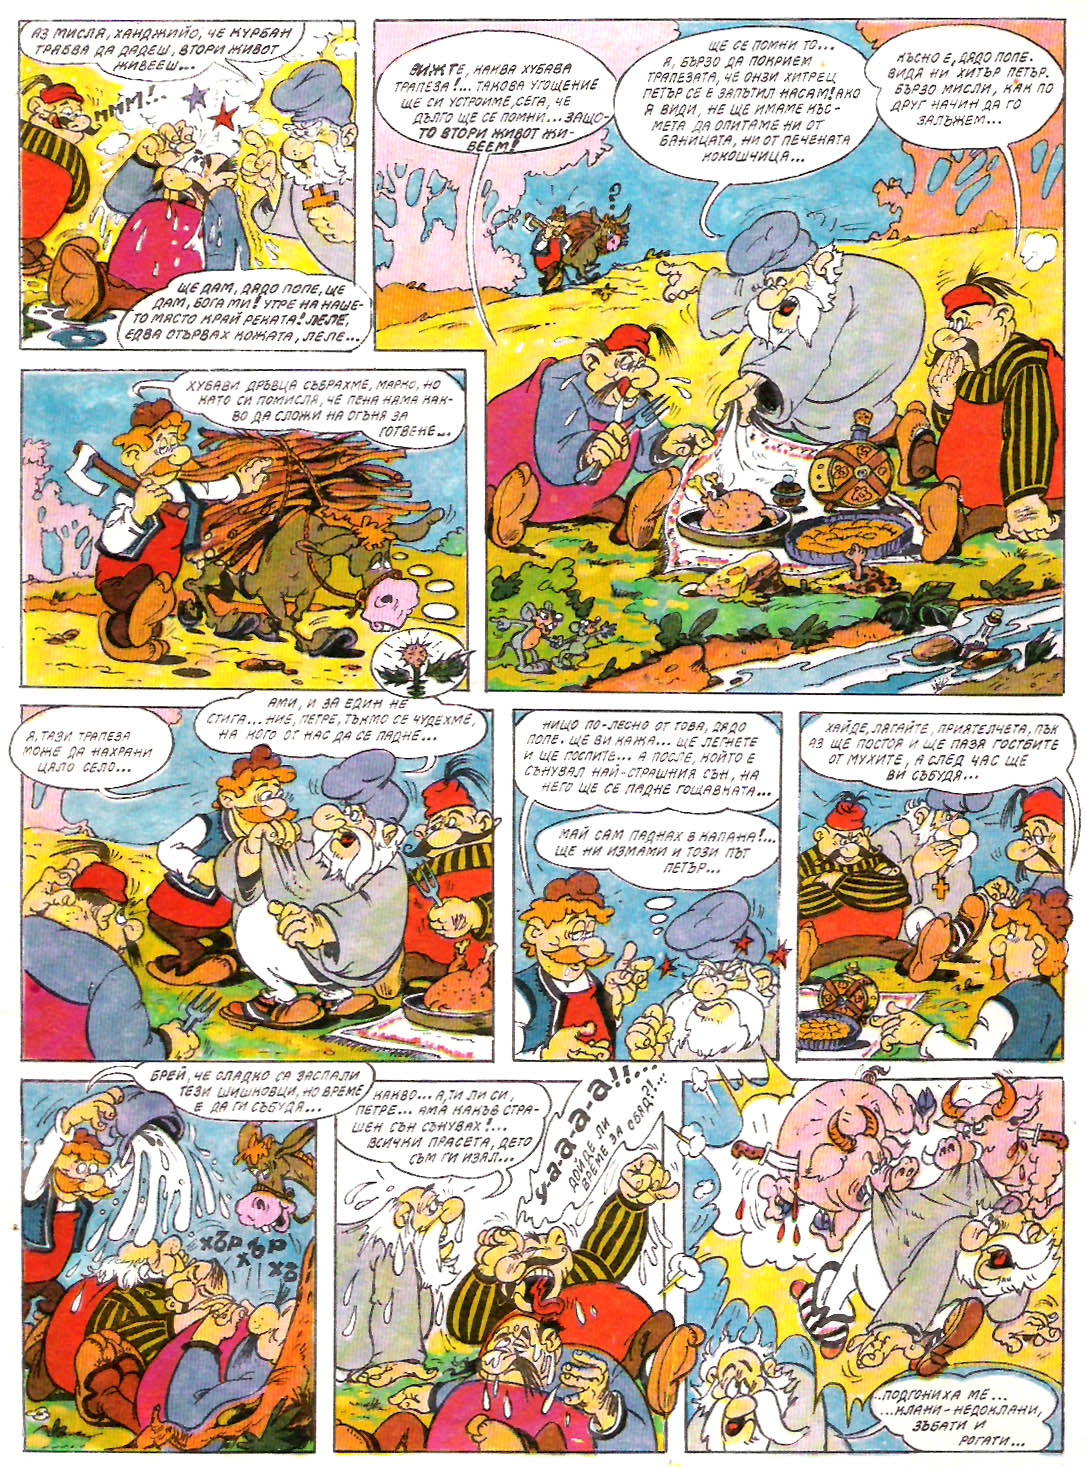 АЗ МИСЛЯ, ХАНДЖИЙО, ЧЕ КУРБАН
ТРЯБВА ДА ДАДЕШ, ВТОРИ ЖИВОТ
ЖИВЕЕШ...
МММ!..
ЩЕ ДАМ, ДЯДО ПОПЕ, ЩЕ
ДАМ, БОГА МИ! УТРЕ НА НАШЕ-
ТО МЯСТО КРАЙ РЕКАТА! ЛЕЛЕ,
ЕДВА ОТЪРВАХ КОЖАТА, ЛЕЛЕ...
ВИЖТЕ, КАКВА ХУБАВА
ТРАПЕЗА!... ТАКОВА УГОЩЕНИЕ
ЩЕ СИ УСТРОИМЕ, СЕГА, ЧЕ
ДЪЛГО ЩЕ СЕ ПОМНИ... ЗАЩО-
ТО ВТОРИ ЖИВОТ ЖИ-
ВЕЕМ!
ЩЕ СЕ ПОМНИ ТО...
Я, БЪРЗО ДА ПОКРИЕМ
ТРАПЕЗАТА, ЧЕ ОНЗИ ХИТРЕЦ
ПЕТЪР СЕ Е ЗАПЪТИЛ НАСАМ! АКО
Я ВИДИ, НЕ ЩЕ ИМАМЕ КЪС-
МЕТА ДА ОПИТАМЕ НИ ОТ
БАНИЦАТА, НИ ОТ ПЕЧЕНАТА
КОКОШЧИЦА...
КЪСНО Е, ДЯДО ПОПЕ.
ВИДЯ НИ ХИТЪР ПЕТЪР.
БЪРЗО МИСЛИ, КАК ПО
ДРУГ НАЧИН ДА ГО
ЗАЛЪЖЕМ...
ХУБАВИ ДРЪВЦА СЪБРАХМЕ, МАРКО, НО
КАТО СИ ПОМИСЛЯ, ЧЕ ПЕНА НЯМА КАК-
ВО ДА СЛОЖИ НА ОГЪНЯ ЗА
ГОТВЕНЕ...
Я, ТАЗИ ТРАПЕЗА
МОЖЕ ДА НАХРАНИ
ЦЯЛО СЕЛО...
АМИ, И ЗА ЕДИН НЕ
СТИГА... НИЕ, ПЕТРЕ, ТЪКМО СЕ ЧУДЕХМЕ,
НА КОГО ОТ НАС ДА СЕ ПАДНЕ...
НИЩО ПО-ЛЕСНО ОТ ТОВА, ДЯДО
ПОПЕ. ЩЕ ВИ КАЖА... ЩЕ ЛЕГНЕТЕ
И ЩЕ ПОСПИТЕ... А ПОСЛЕ, КОЙТО Е
СЪНУВАЛ НАЙ-СТРАШНИЯ СЪН, НА
НЕГО ЩЕ СЕ ПАДНЕ ГОЩАВКАТА...
МАЙ САМ ПАДНАХ В КАПАНА!...
ЩЕ НИ ИЗМАМИ И ТОЗИ ПЪТ
ПЕТЪР...
ХАЙДЕ, ЛЯГАЙТЕ, ПРИЯТЕЛЧЕТА, ПЪК
АЗ ЩЕ ПОСТОЯ И ЩЕ ПАЗЯ ГОСТБИТЕ
ОТ МУХИТЕ, А СЛЕД ЧАС ЩЕ
ВИ СЪБУДЯ...
БРЕЙ, ЧЕ СЛАДКО СА ЗАСПАЛИ
ТЕЗИ ШИШКОВЦИ, НО ВРЕМЕ
Е ДА ГИ СЪБУДЯ...
ХЪР
ХЪР
ХЪ
КАКВО... А, ТИ ЛИ СИ,
ПЕТРЕ... АМА КАКЪВ СТРА-
ШЕН СЪН СЪНУВАХ!...
ВСИЧКИ ПРАСЕТА, ДЕТО
СЪМ ГИ ИЗЯЛ...
У-А-А-А-А-А!!...
ДОЙДЕ ЛИ
ВРЕМЕ ЗА СБЯД?!..
...ПОДГОНИХА МЕ...
...КЛАНИ-НЕДОКЛАНИ,
ЗЪБАТИ И
РОГАТИ...